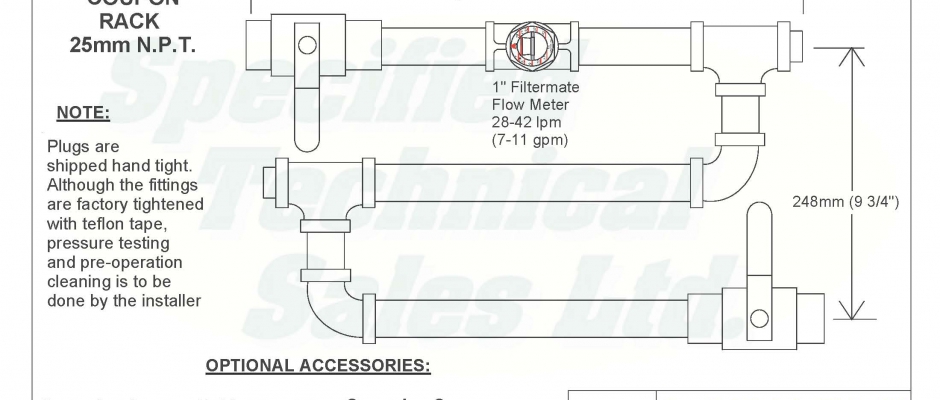 COUPON
RACK
25mm N.P.T.
NOTE:
Plugs are
shipped hand tight.
Although the fittings
are factory tightened
with teflon tape,
pressure testing
and pre-operation
cleaning is to be
done by the installer
1" Filtermate
Flow Meter
28-42 lpm
(7-11 gpm)
248mm (9 3/4")
Specified
Technical
Sales Ltd.
OPTIONAL ACCESSORIES: